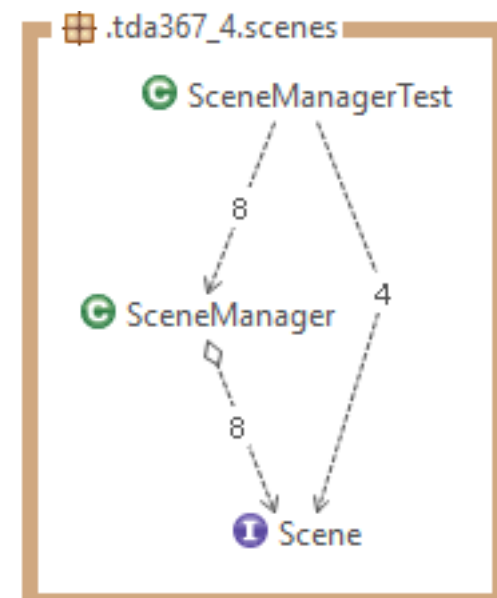 .tda367_4.scenes
C SceneManagerTest
8
4
C SceneManager
8
I Scene